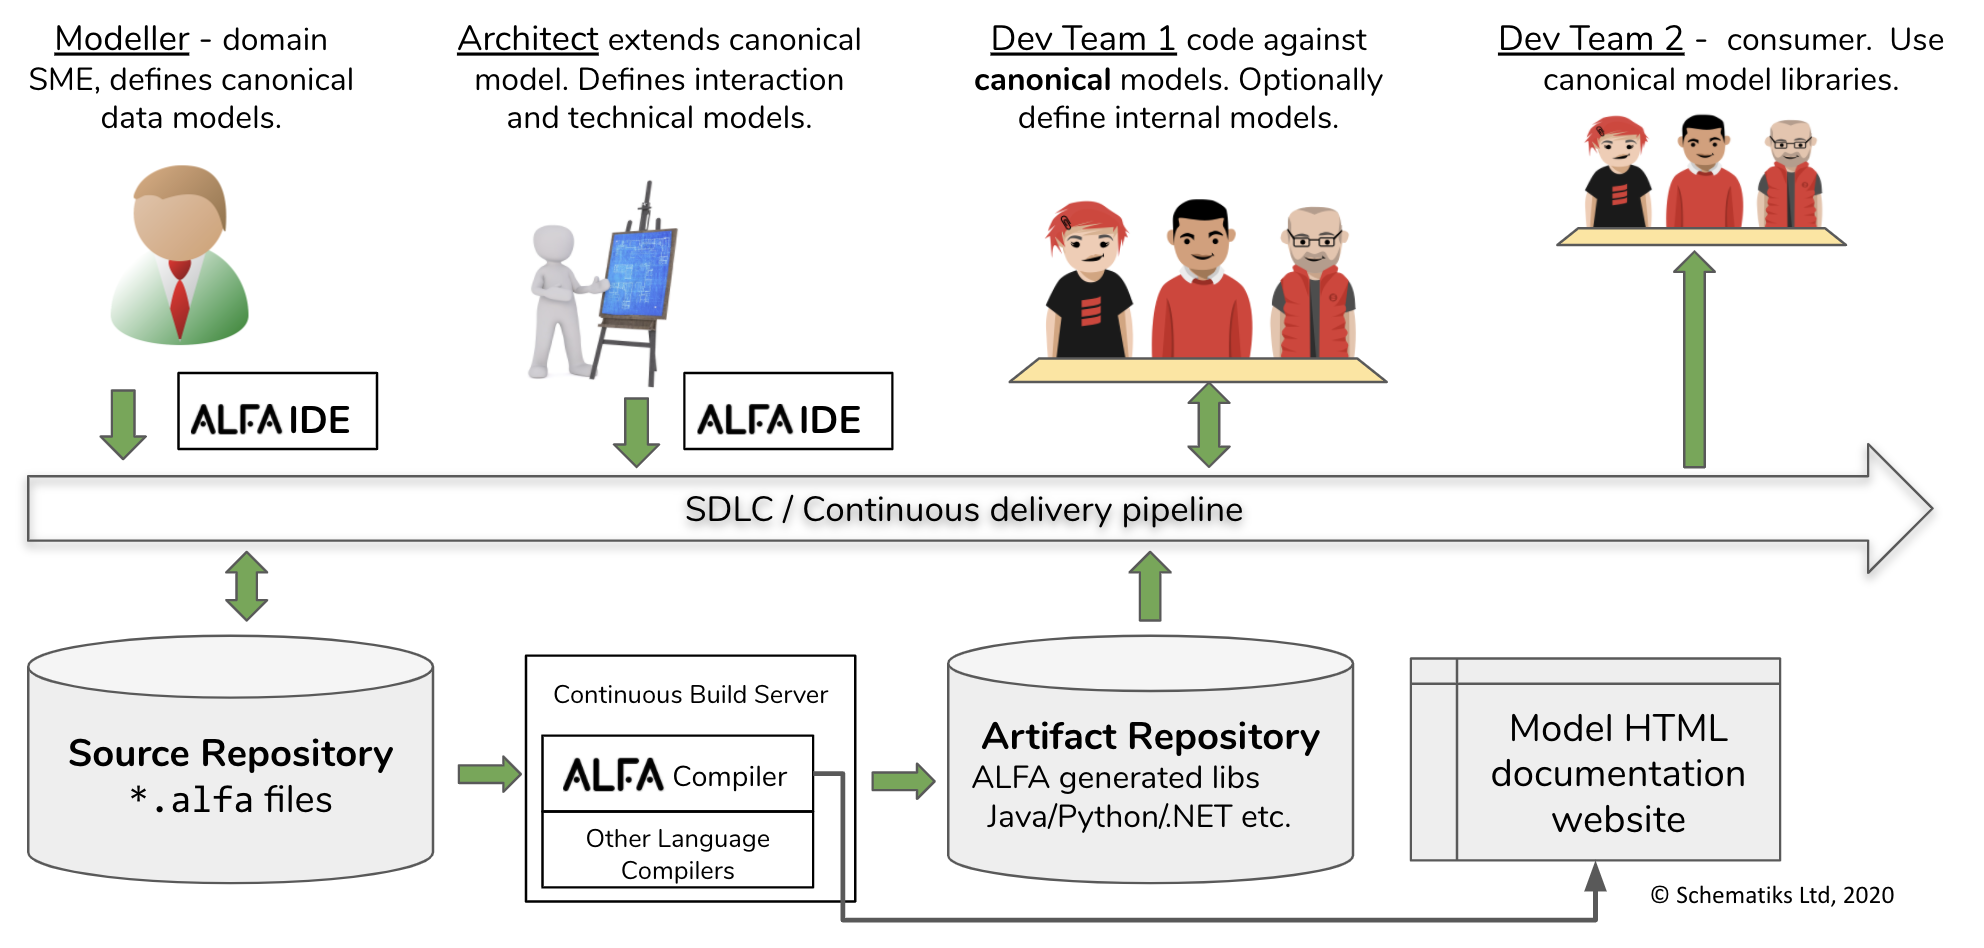 Modeller - domain
SME, defines canonical
data models.
Architect extends canonical
model. Defines interaction
and technical models.
Dev Team 1 code against
canonical models. Optionally
define internal models.
Dev Team 2 - consumer. Use
canonical model libraries.
ALFA IDE
ALFA IDE
SDLC / Continuous delivery pipeline
Source Repository
*.alfa files
Continuous Build Server
ALFA Compiler
Other Language
Compilers
Artifact Repository
ALFA generated libs
Java/Python/.NET etc.
Model HTML
documentation
website
© Schematiks Ltd, 2020